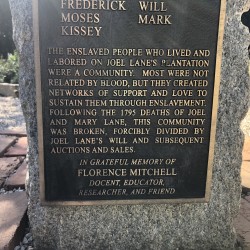 FREDERICK WILL
MOSES MARK
KISSEY
THE ENSLAVED PEOPLE WHO LIVED AND
LABORED ON JOEL LANE'S PLANTATION
WERE A COMMUNITY. MOST WERE NOT
RELATED BY BLOOD, BUT THEY CREATED
NETWORKS OF SUPPORT AND LOVE TO
SUSTAIN THEM THROUGH ENSLAVEMENT.
FOLLOWING THE 1795 DEATHS OF JOEL
AND MARY LANE, THIS COMMUNITY
WAS BROKEN, FORCIBLY DIVIDED BY
JOEL LANE'S WILL AND SUBSEQUENT
AUCTIONS AND SALES.
IN GRATEFUL MEMORY OF
FLORENCE MITCHELL
DOCENT, EDUCATOR,
RESEARCHER, AND FRIEND